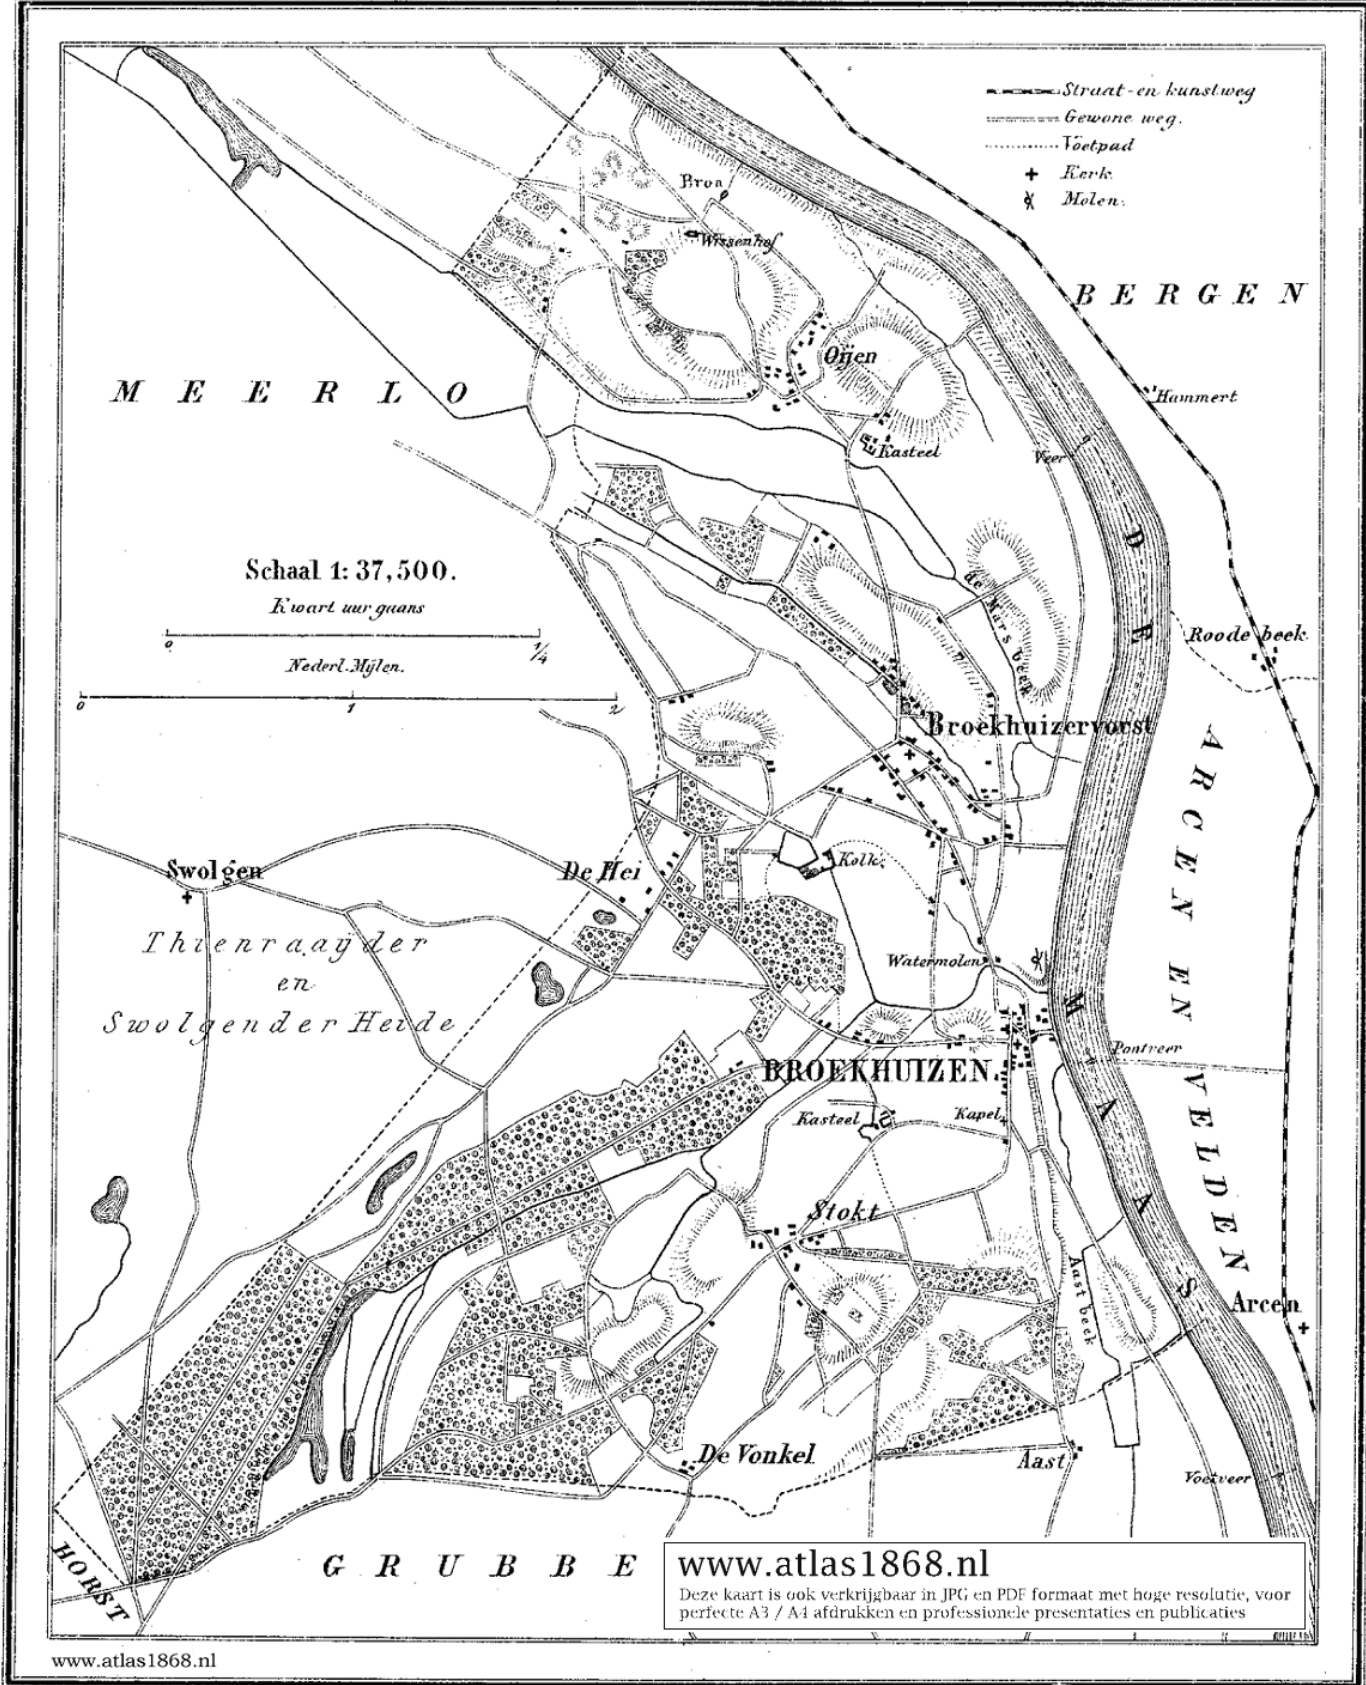 Straat- en kunstweg
Gewone weg.
Voetpad
Kerk
Molen.
Bron
Wissenhof
BERGEN
Oijen
MEERLO
Hammert
Kasteel
Veer
Schaal 1: 37,500.
Kwart uur gaans
0 1/4
Nederl. Mijlen.
0 1 2
de Mars beek
Roode beek
Broekhuizervorst
DE MAAS
ARCEN EN VELDEN
Swolgen
De Hei
Kolk
Thienraaijder
en
Swolgender Heide
Watermolen
Pontveer
BROEKHUIZEN.
Kasteel
Kapel
Stokt
Aast beek
Arcen
De Vonkel
Aast
Voetveer
HORST
GRUBBE
www.atlas1868.nl
Deze kaart is ook verkrijgbaar in JPG en PDF formaat met hoge resolutie, voor
perfecte A3 / A4 afdrukken en professionele presentaties en publicaties
www.atlas1868.nl